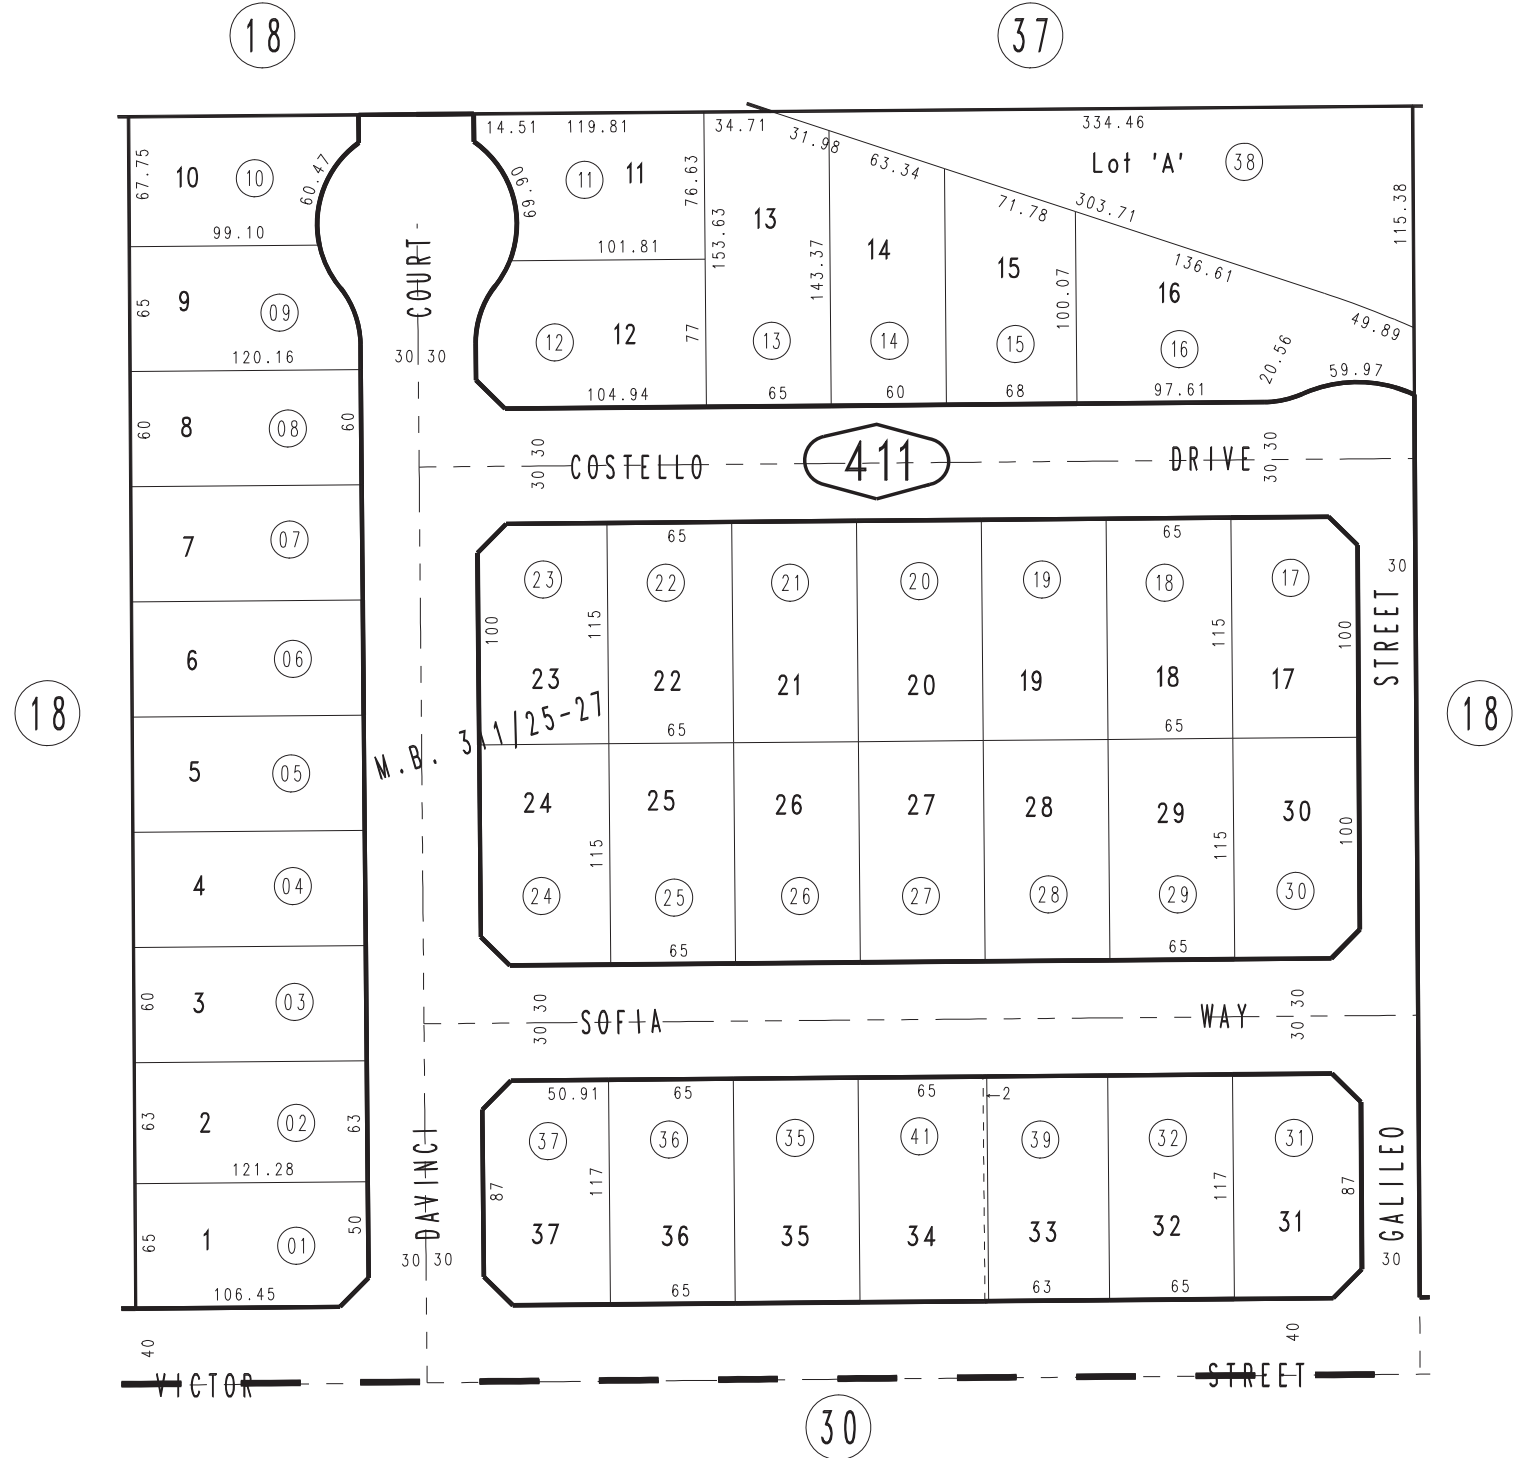 18
37
14.51 119.81 34.71 31.98 63.34 334.46
67.75 10 10 60.47 69.90 11 11 76.63 Lot 'A' 38
99.10 101.81 153.63 13 143.37 14 71.78 303.71 115.38
COURT
65 9 09 12 12 77 15 100.07 16 136.61 49.89
120.16 30 30 13 14 15 16 20.56 59.97
104.94 65 60 68 97.61
60 8 08 60
30 30 COSTELLO 411 DRIVE 30 30
7 07
65 65
23 22 21 20 19 18 17 30
100 115 115 100 STREET
6 06
23 22 21 20 19 18 17
18 18
M.B. 311/25-27 65 65
5 05
24 25 26 27 28 29 30
115 115 100
4 04
24 25 26 27 28 29 30
65 65
60 3 03
30 30 SOFIA WAY 30 30
50.91 65 65 ←2
63 2 02 63
37 36 35 41 39 32 31
121.28 DAVINCI 87 117 117 87 GALILEO
65 1 01 50
37 36 35 34 33 32 31
30 30 30
106.45 65 63 65
40 40
VICTOR STREET
30